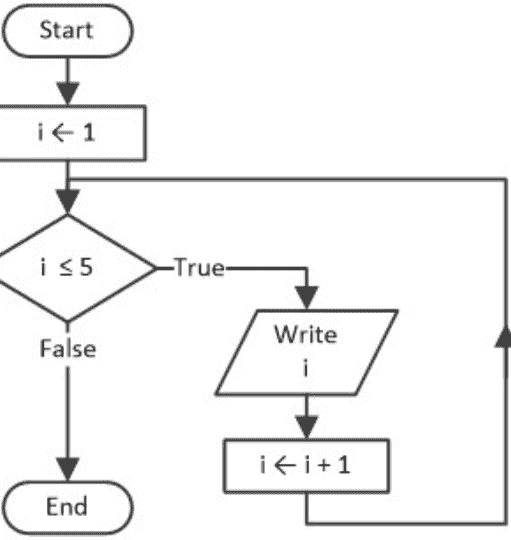 Start
i ← 1
i ≤ 5
True
False
Write
i
i ← i + 1
End